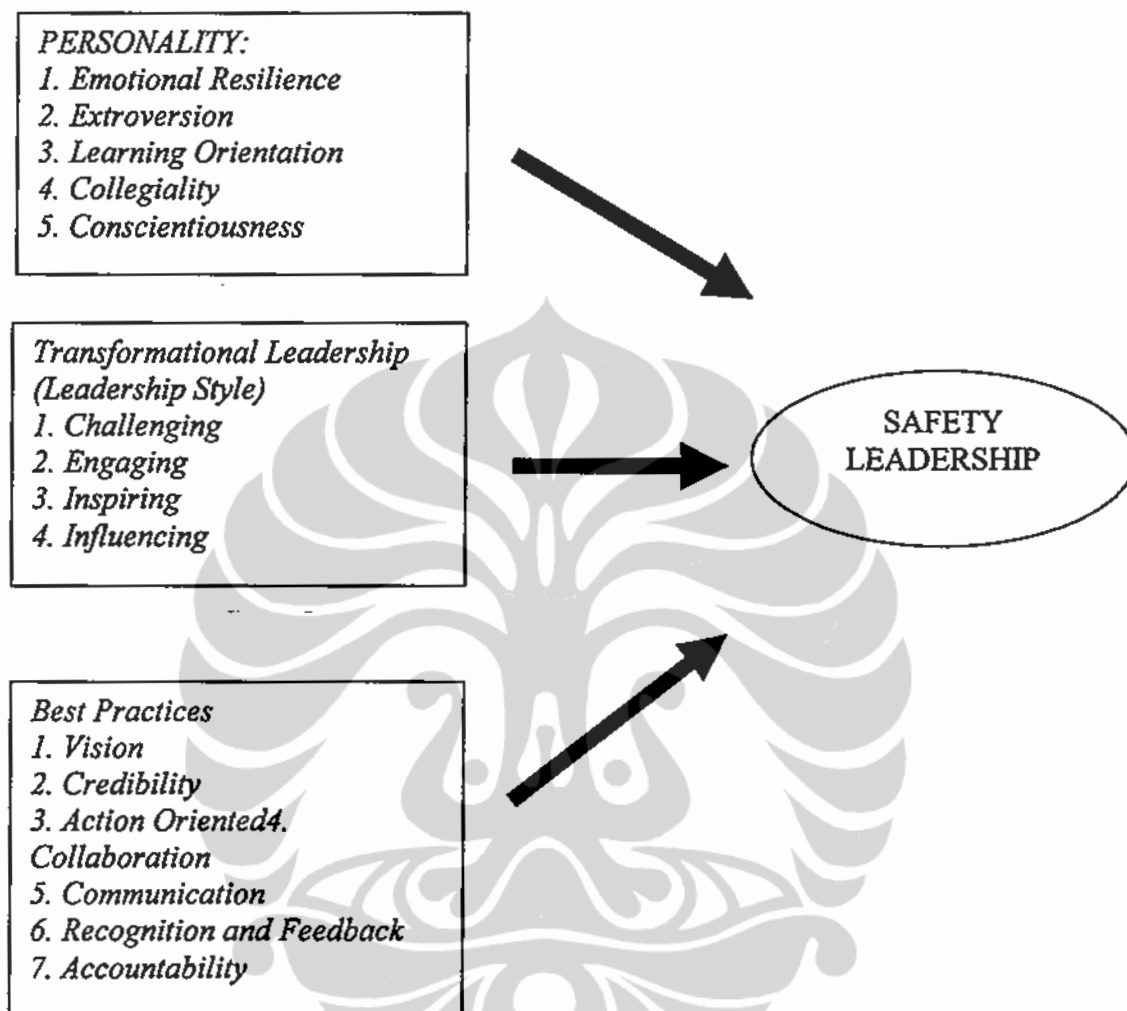 PERSONALITY:
1. Emotional Resilience
2. Extroversion
3. Learning Orientation
4. Collegiality
5. Conscientiousness
Transformational Leadership
(Leadership Style)
1. Challenging
2. Engaging
3. Inspiring
4. Influencing
SAFETY
LEADERSHIP
Best Practices
1. Vision
2. Credibility
3. Action Oriented4.
Collaboration
5. Communication
6. Recognition and Feedback
7. Accountability